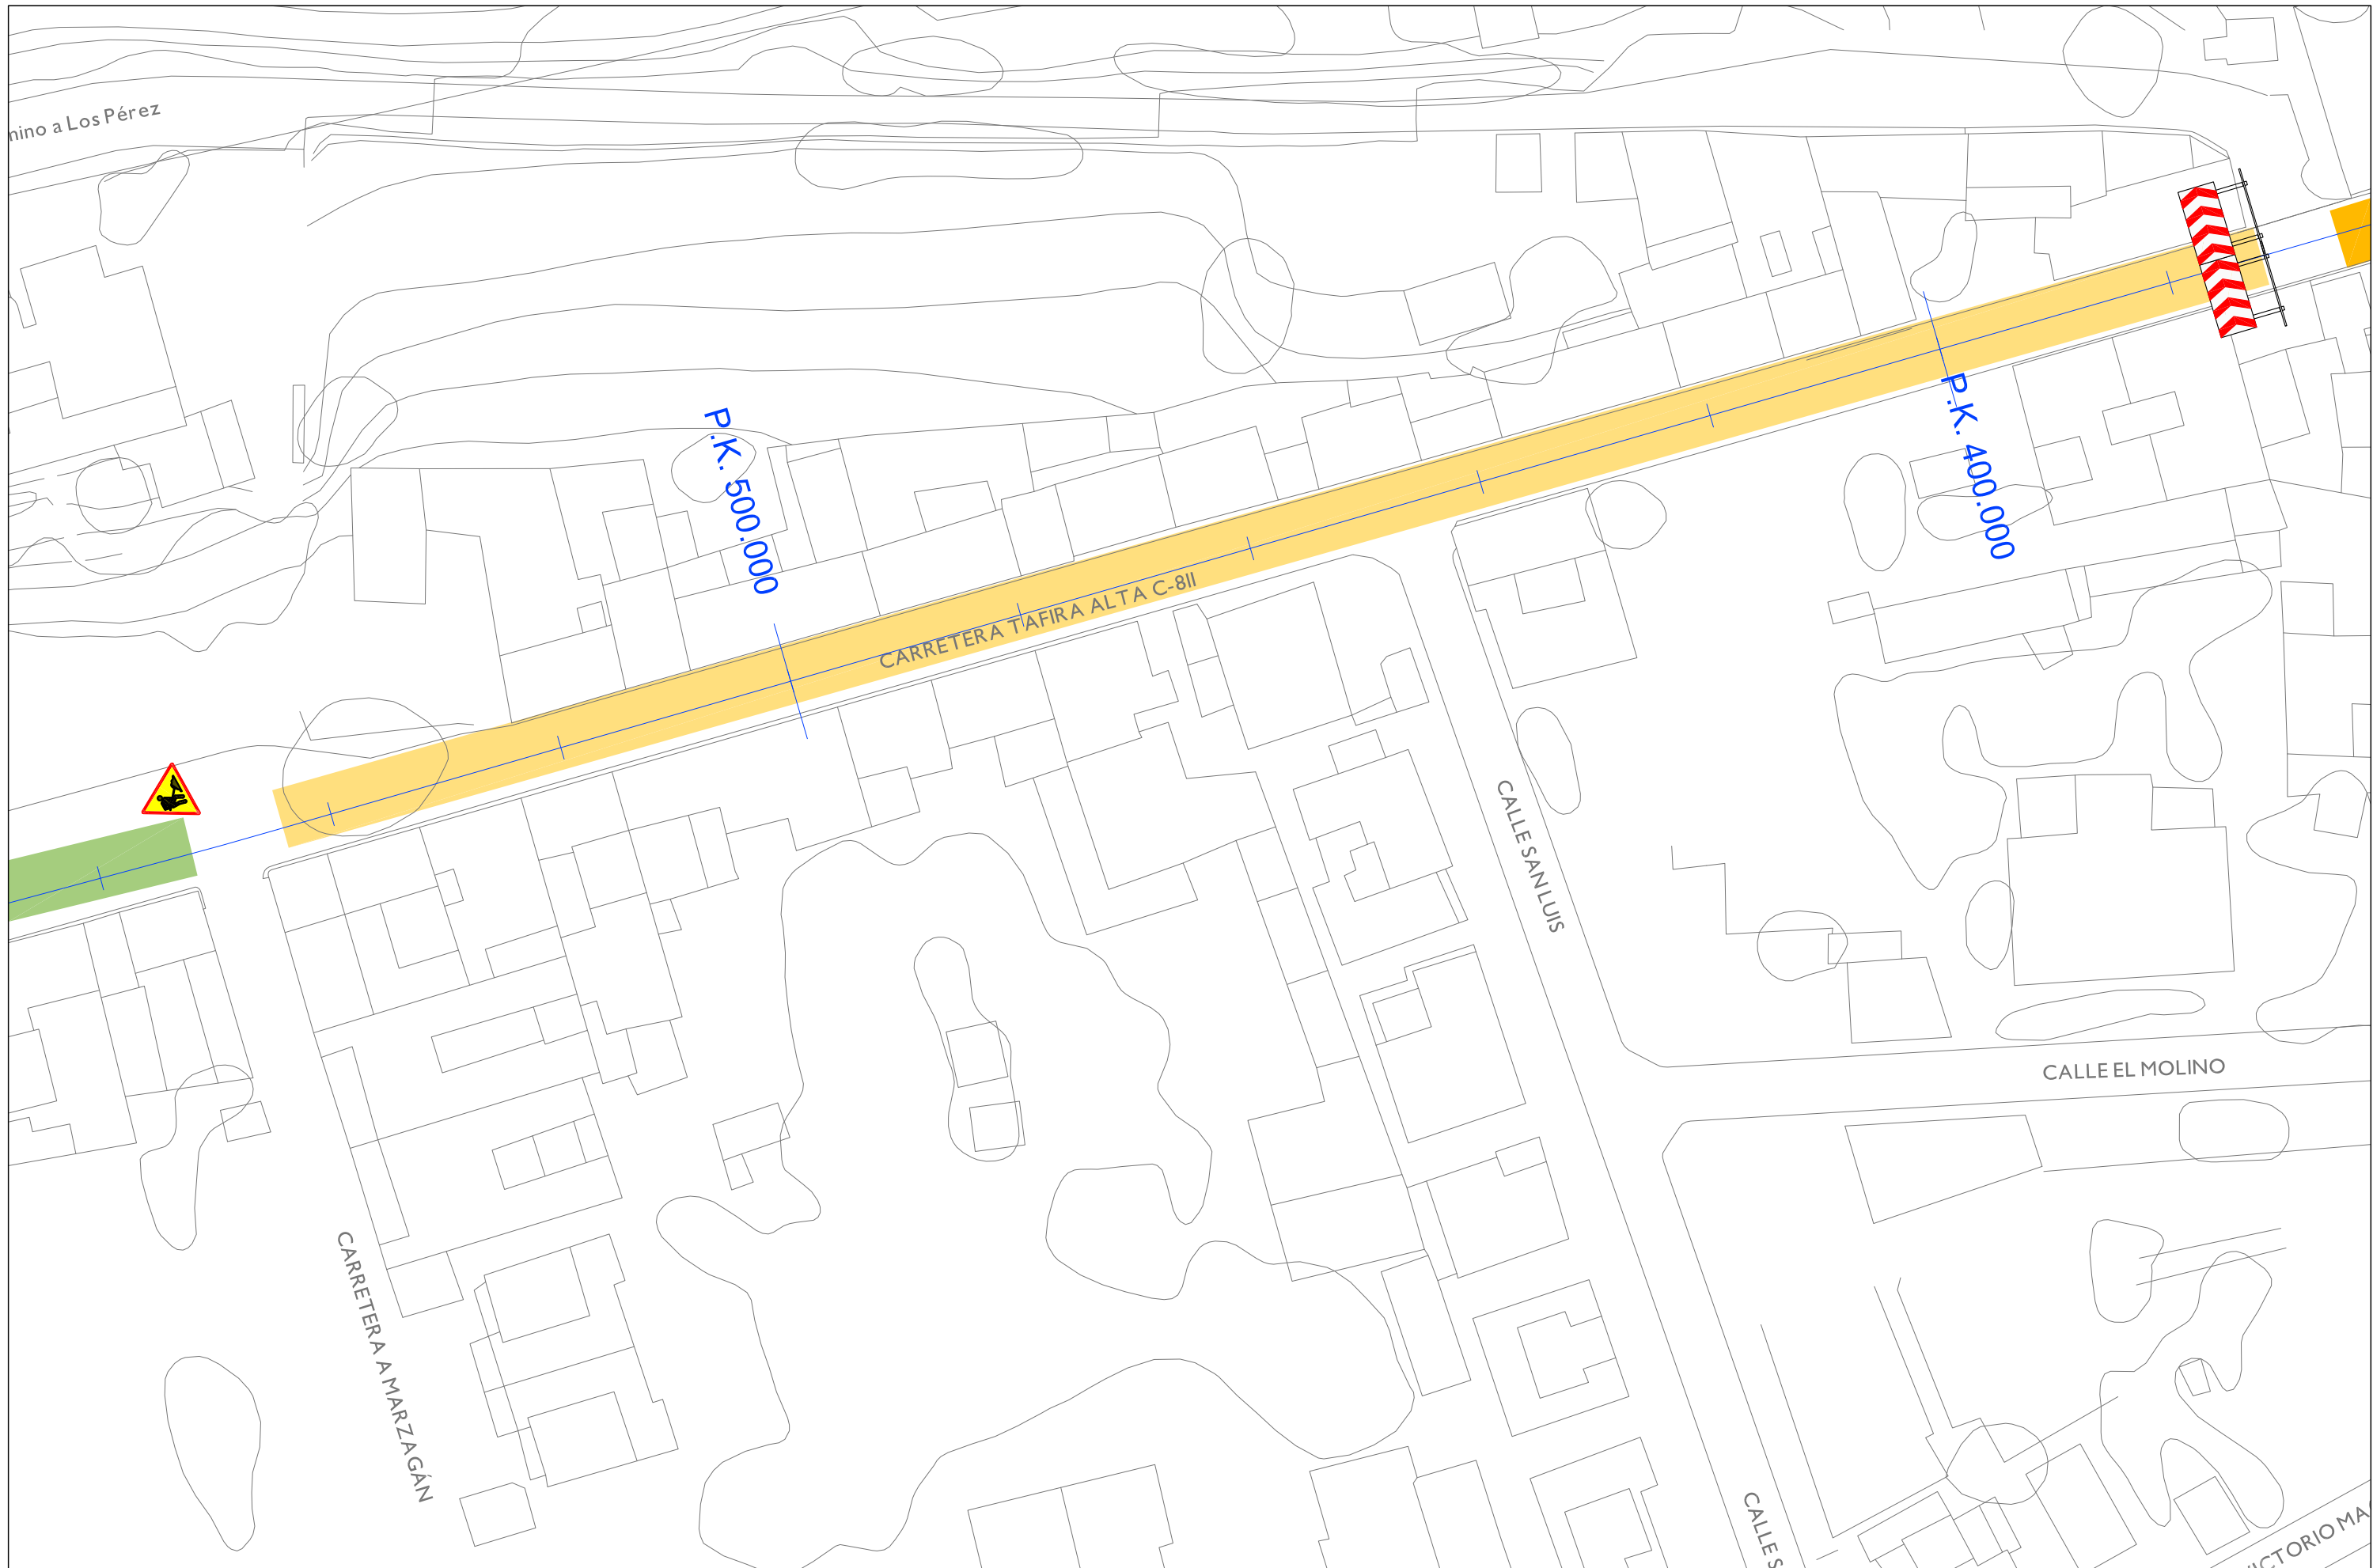 mino a Los Pérez
P.K. 500.000
P.K. 400.000
CARRETERA TAFIRA ALTA C-811
CALLE SAN LUIS
CALLE EL MOLINO
CARRETERA A MARZAGÁN
CALLE S
VICTORIO MA